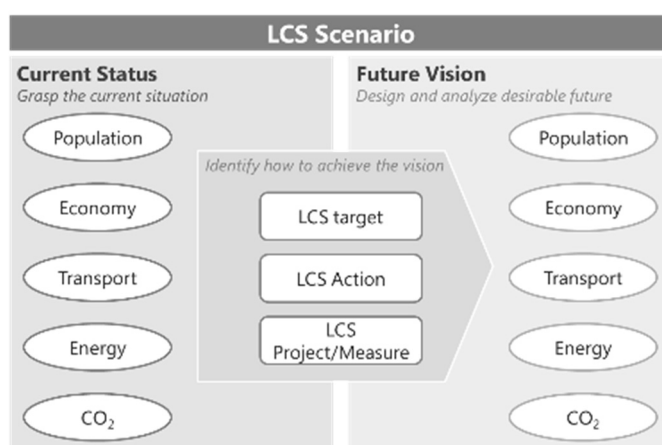 LCS Scenario
Current Status
Grasp the current situation
Population
Economy
Transport
Energy
CO₂
Identify how to achieve the vision
LCS target
LCS Action
LCS
Project/Measure
Future Vision
Design and analyze desirable future
Population
Economy
Transport
Energy
CO₂